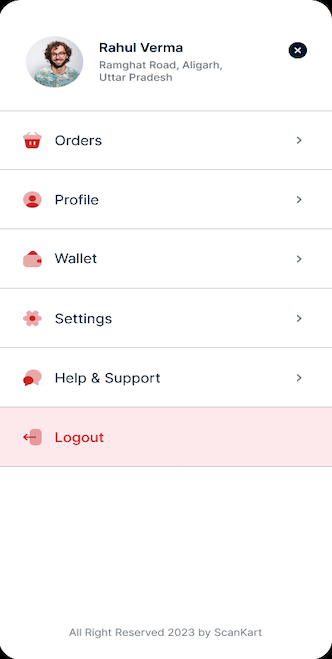 Rahul Verma
Ramghat Road, Aligarh,
Uttar Pradesh
Orders
Profile
Wallet
Settings
Help & Support
Logout
All Right Reserved 2023 by ScanKart